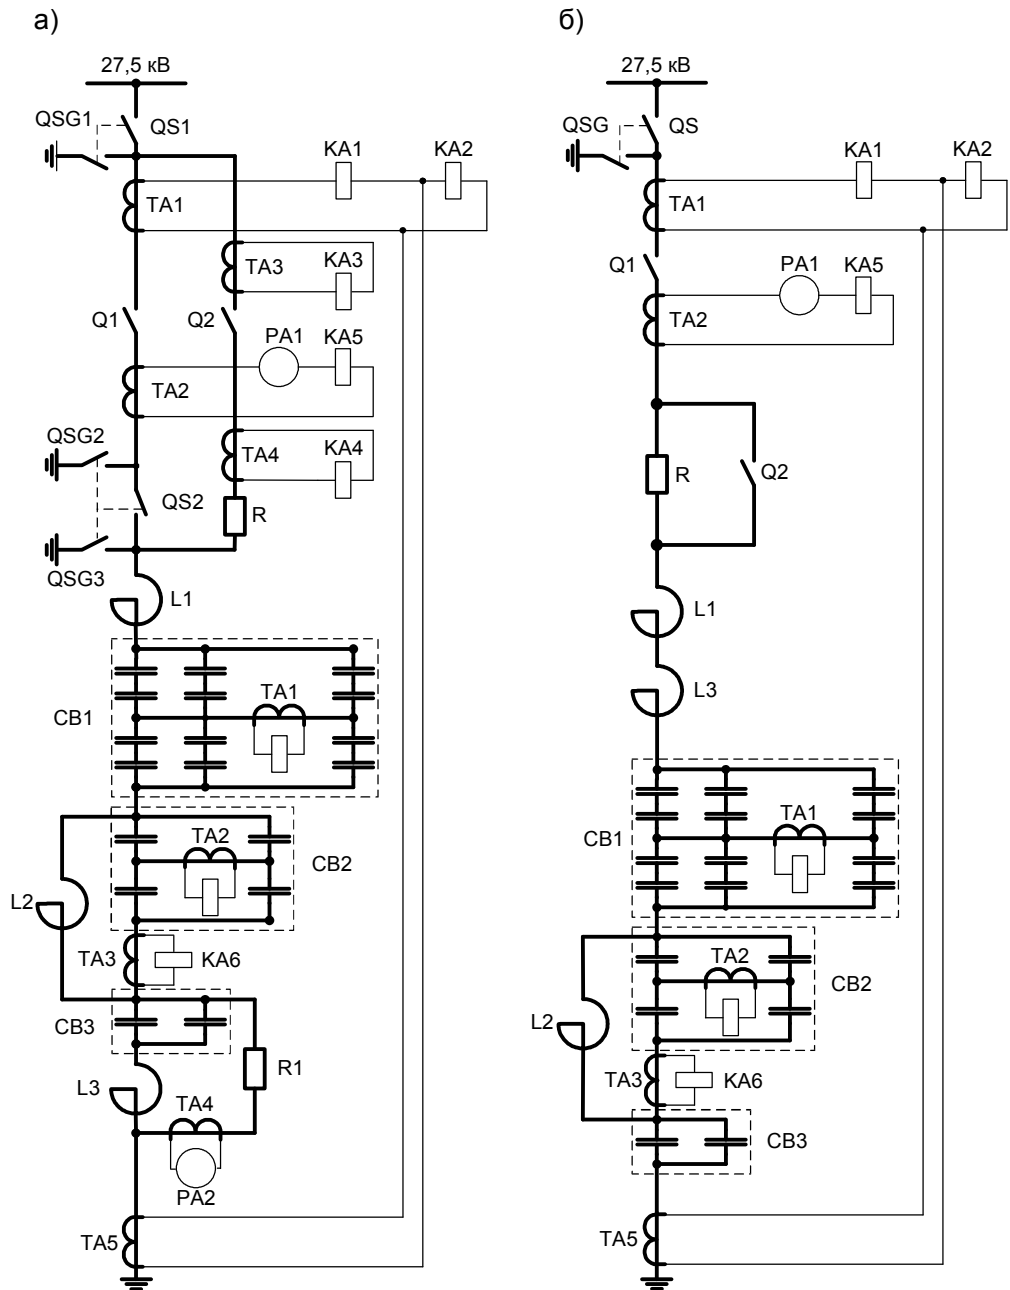 а)
27,5 кВ
QSG1
QS1
KA1
KA2
TA1
TA3
KA3
Q1
Q2
PA1
KA5
TA2
QSG2
TA4
KA4
QS2
R
QSG3
L1
TA1
CB1
TA2
CB2
L2
TA3
KA6
CB3
R1
L3
TA4
PA2
TA5
б)
27,5 кВ
QSG
QS
KA1
KA2
TA1
Q1
PA1
KA5
TA2
R
Q2
L1
L3
TA1
CB1
TA2
CB2
L2
TA3
KA6
CB3
TA5